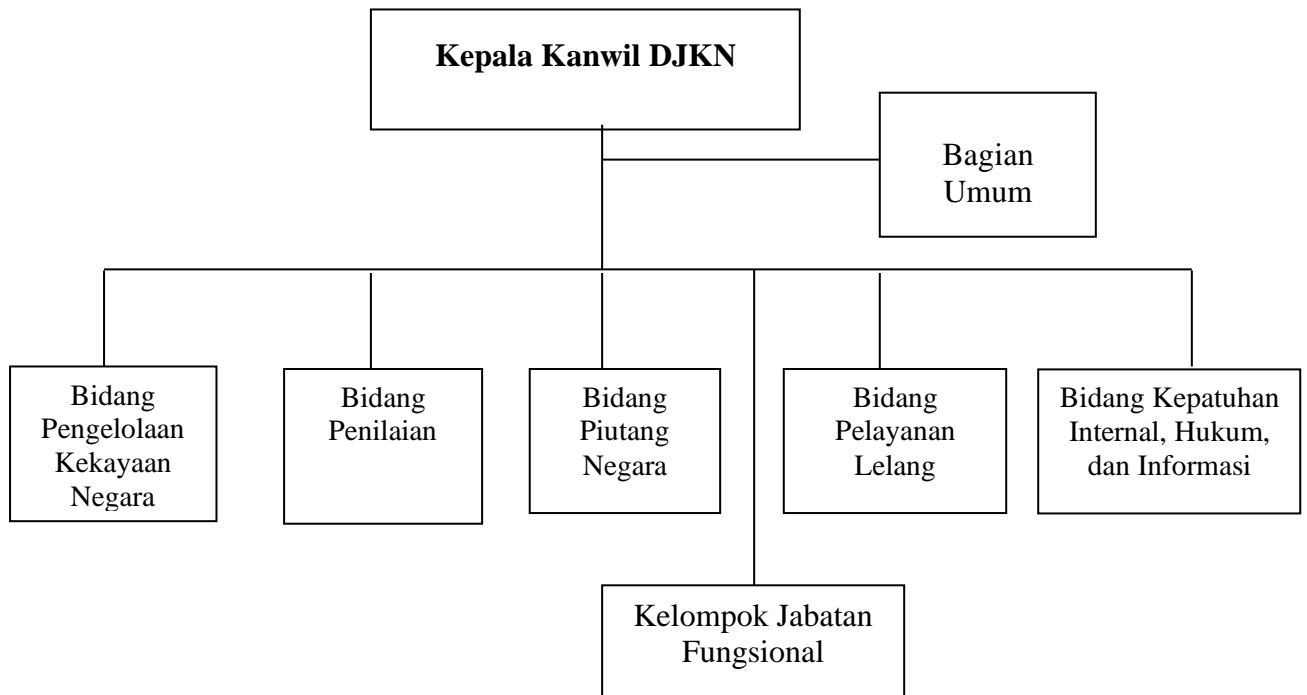 Kepala Kanwil DJKN
Bagian
Umum
Bidang
Pengelolaan
Kekayaan
Negara
Bidang
Penilaian
Bidang
Piutang
Negara
Bidang
Pelayanan
Lelang
Bidang Kepatuhan
Internal, Hukum,
dan Informasi
Kelompok Jabatan
Fungsional